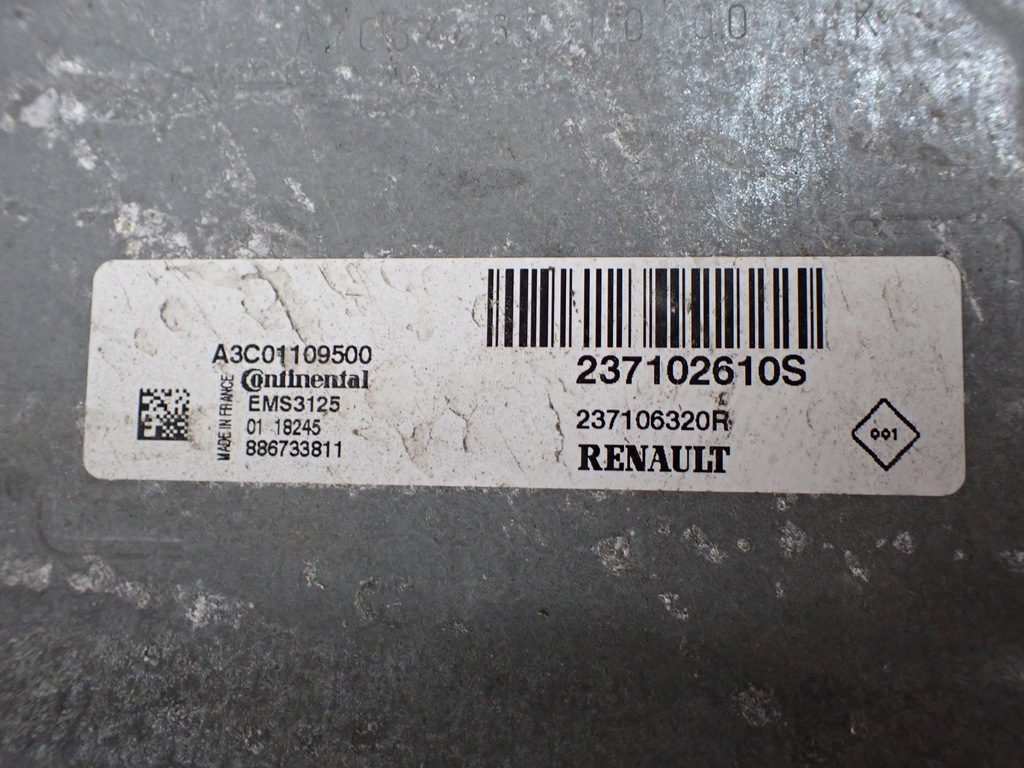 A3C01109500
Continental
EMS3125
01 18245
886733811
MADE IN FRANCE
237102610S
237106320R
RENAULT
001